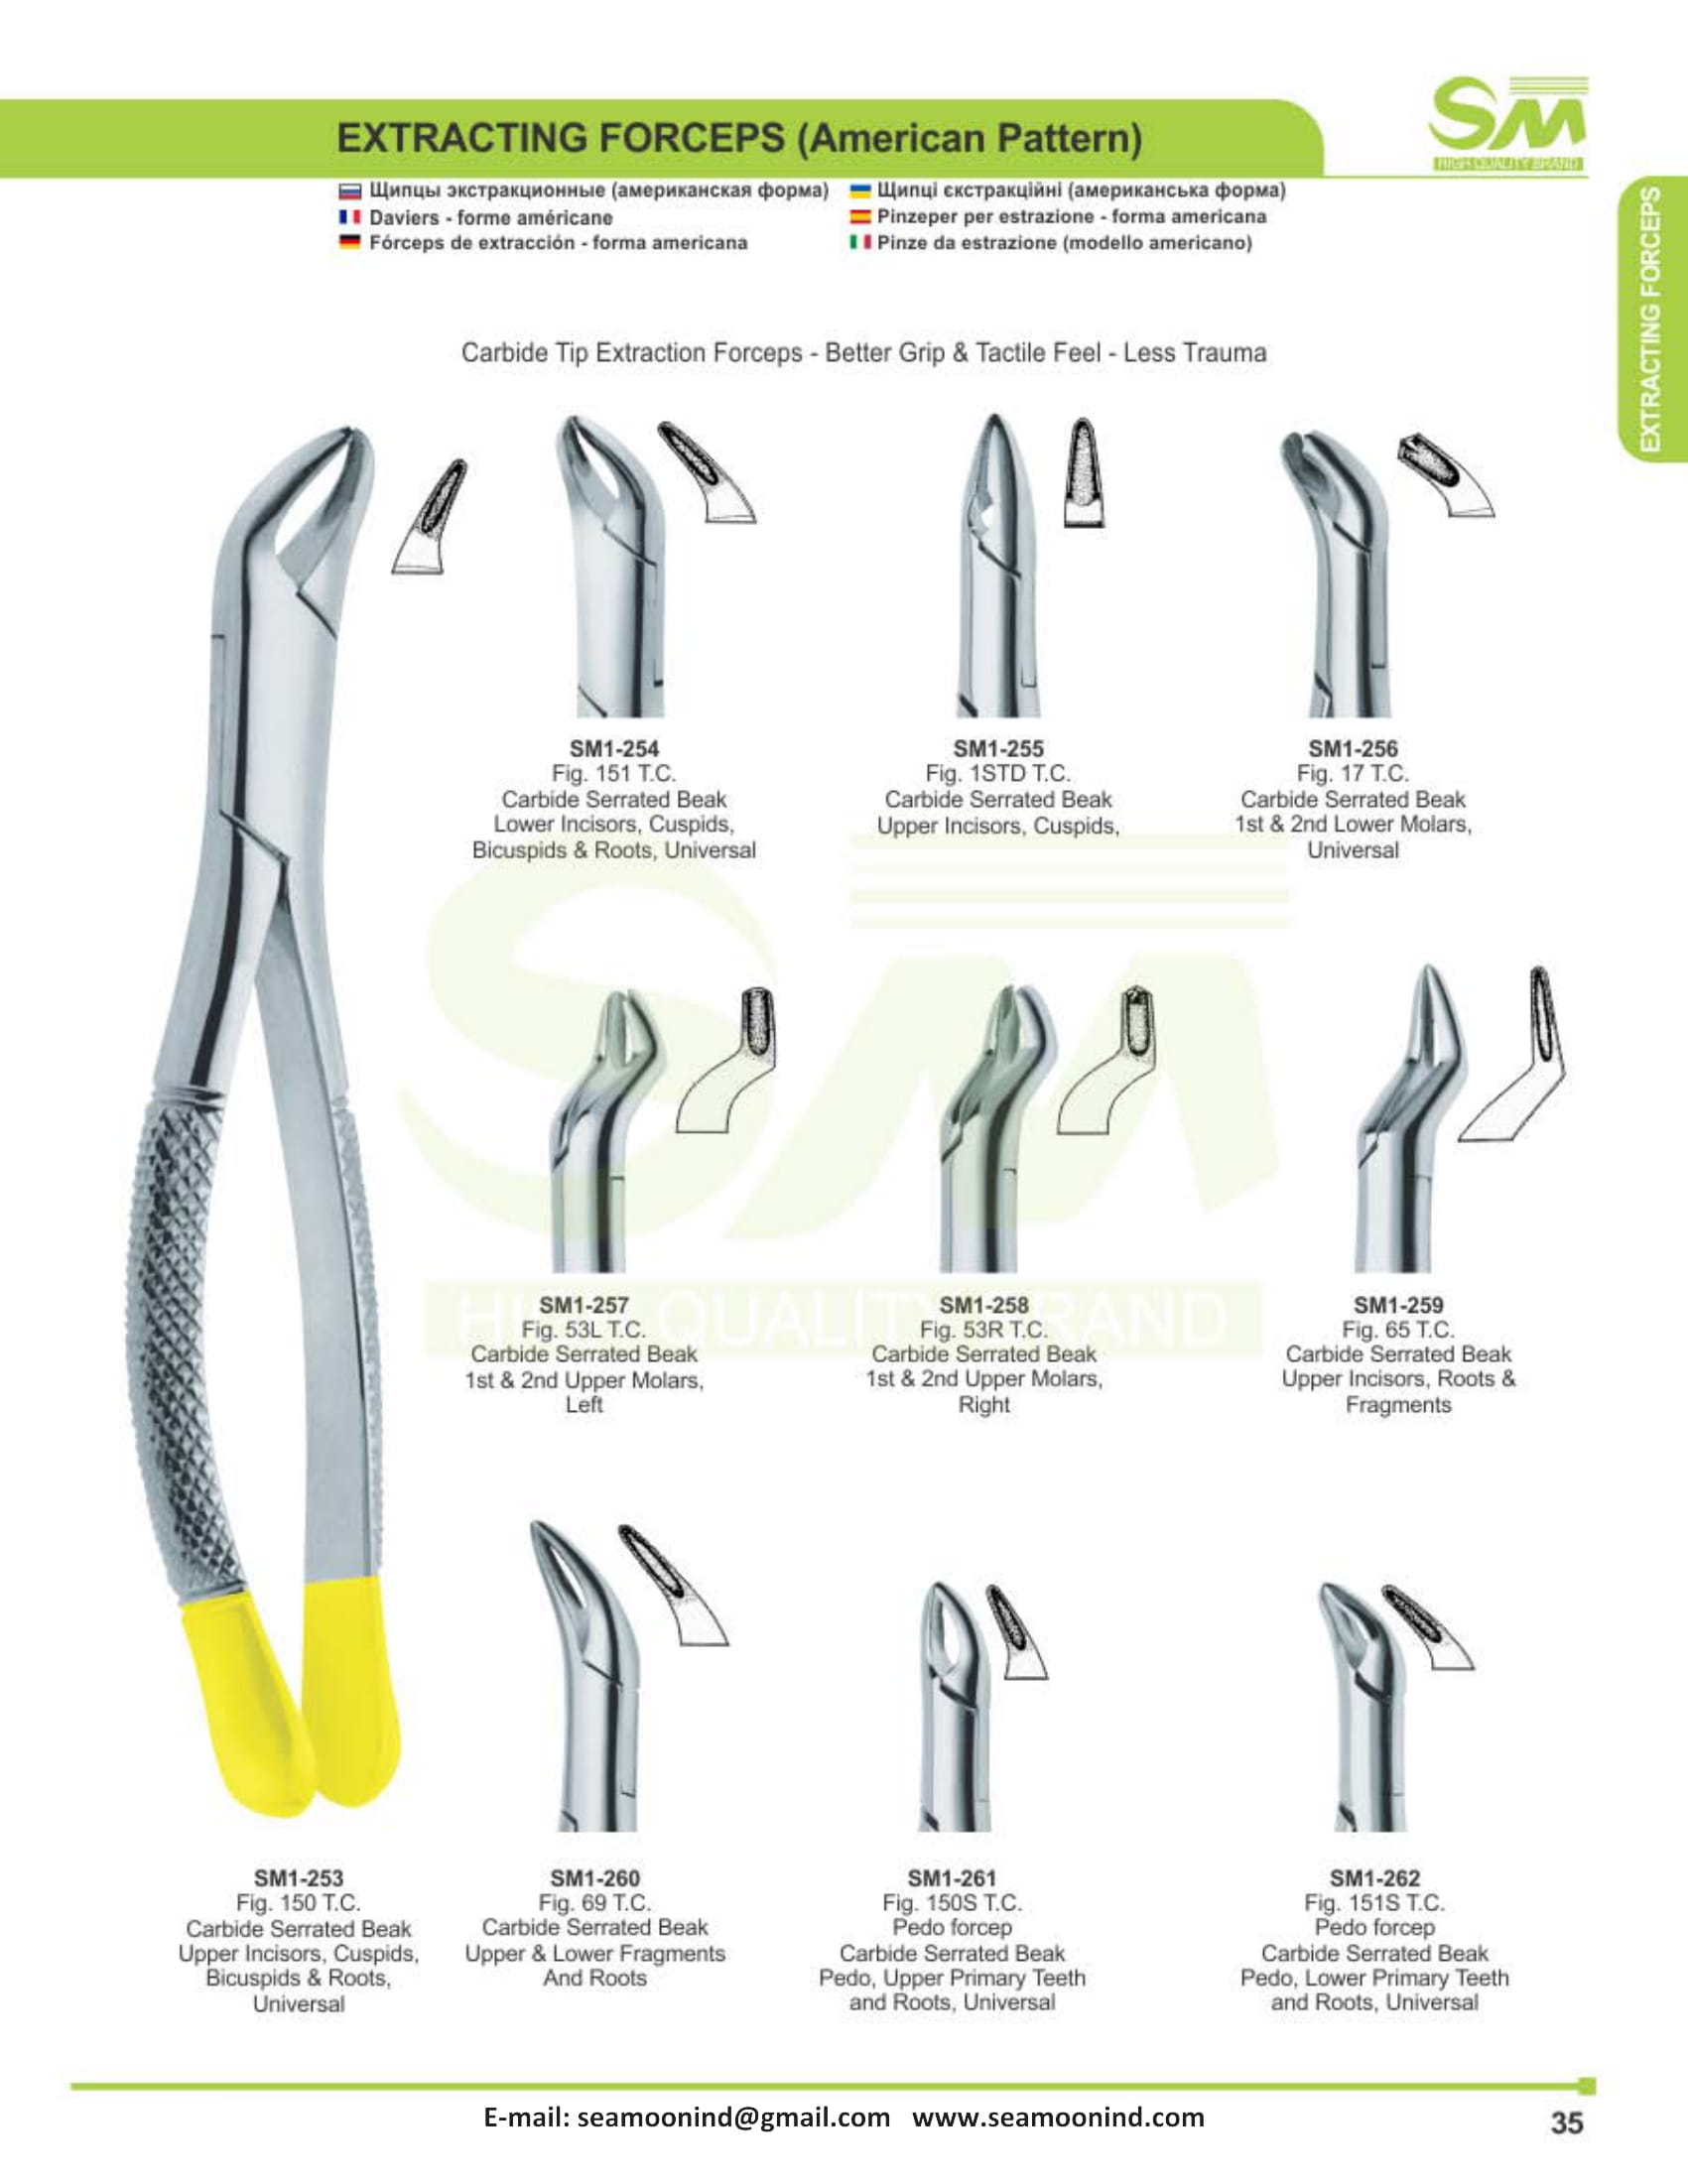 SM
HIGH QUALITY BRAND
EXTRACTING FORCEPS (American Pattern)
Щипцы экстракционные (американская форма)
Щипці єкстракційні (американська форма)
Daviers - forme américane
Pinzeper per estrazione - forma americana
Fórceps de extracción - forma americana
Pinze da estrazione (modello americano)
EXTRACTING FORCEPS
Carbide Tip Extraction Forceps - Better Grip & Tactile Feel - Less Trauma
SM1-254
Fig. 151 T.C.
Carbide Serrated Beak
Lower Incisors, Cuspids,
Bicuspids & Roots, Universal
SM1-255
Fig. 1STD T.C.
Carbide Serrated Beak
Upper Incisors, Cuspids,
SM1-256
Fig. 17 T.C.
Carbide Serrated Beak
1st & 2nd Lower Molars,
Universal
SM
HIGH QUALITY BRAND
SM1-257
Fig. 53L T.C.
Carbide Serrated Beak
1st & 2nd Upper Molars,
Left
SM1-258
Fig. 53R T.C.
Carbide Serrated Beak
1st & 2nd Upper Molars,
Right
SM1-259
Fig. 65 T.C.
Carbide Serrated Beak
Upper Incisors, Roots &
Fragments
SM1-253
Fig. 150 T.C.
Carbide Serrated Beak
Upper Incisors, Cuspids,
Bicuspids & Roots,
Universal
SM1-260
Fig. 69 T.C.
Carbide Serrated Beak
Upper & Lower Fragments
And Roots
SM1-261
Fig. 150S T.C.
Pedo forcep
Carbide Serrated Beak
Pedo, Upper Primary Teeth
and Roots, Universal
SM1-262
Fig. 151S T.C.
Pedo forcep
Carbide Serrated Beak
Pedo, Lower Primary Teeth
and Roots, Universal
E-mail: seamoonind@gmail.com www.seamoonind.com
35